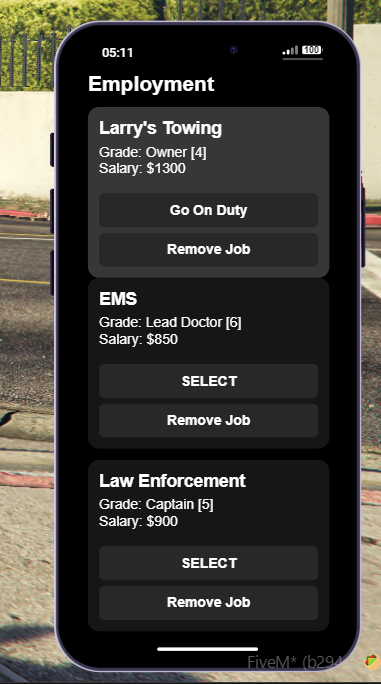 05:11
100
Employment
Larry's Towing
Grade: Owner [4]
Salary: $1300
Go On Duty
Remove Job
EMS
Grade: Lead Doctor [6]
Salary: $850
SELECT
Remove Job
Law Enforcement
Grade: Captain [5]
Salary: $900
SELECT
Remove Job
FiveM* (b294